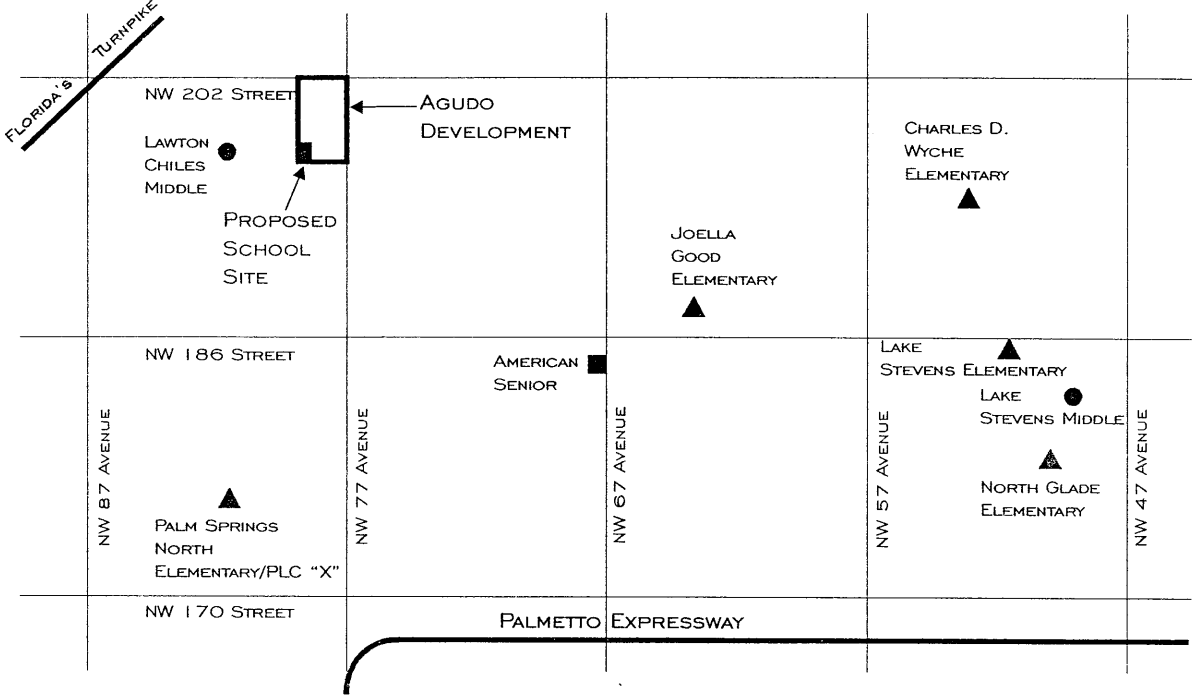 FLORIDA'S TURNPIKE
NW 202 STREET
AGUDO
DEVELOPMENT
LAWTON
CHILES
MIDDLE
PROPOSED
SCHOOL
SITE
CHARLES D.
WYCHE
ELEMENTARY
JOELLA
GOOD
ELEMENTARY
NW 186 STREET
AMERICAN
SENIOR
LAKE
STEVENS ELEMENTARY
LAKE
STEVENS MIDDLE
NORTH GLADE
ELEMENTARY
NW 87 AVENUE
NW 77 AVENUE
NW 67 AVENUE
NW 57 AVENUE
NW 47 AVENUE
PALM SPRINGS
NORTH
ELEMENTARY/PLC "X"
NW 170 STREET
PALMETTO EXPRESSWAY